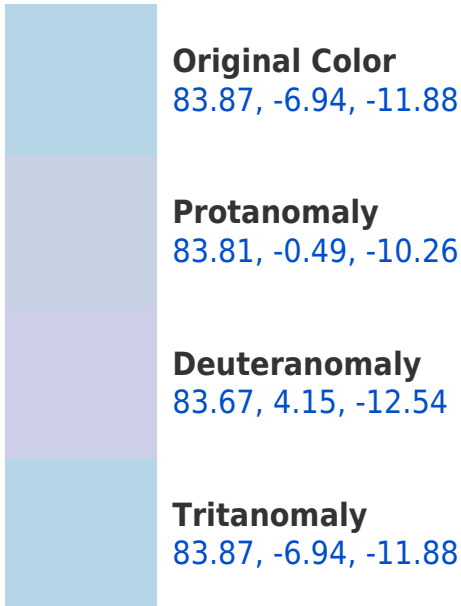 Original Color
83.87, -6.94, -11.88
Protanomaly
83.81, -0.49, -10.26
Deuteranomaly
83.67, 4.15, -12.54
Tritanomaly
83.87, -6.94, -11.88